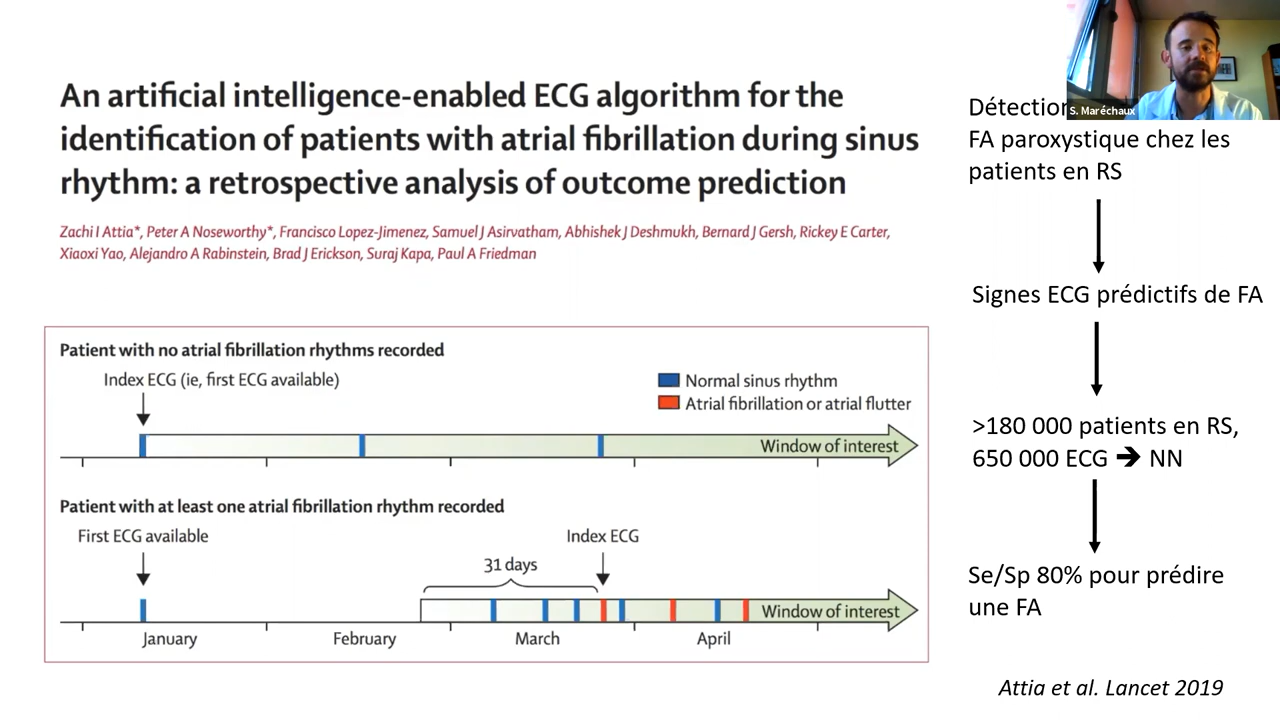 An artificial intelligence-enabled ECG algorithm for the
identification of patients with atrial fibrillation during sinus
rhythm: a retrospective analysis of outcome prediction
Zachi I Attia*, Peter A Noseworthy*, Francisco Lopez-Jimenez, Samuel J Asirvatham, Abhishek J Deshmukh, Bernard J Gersh, Rickey E Carter,
Xiaoxi Yao, Alejandro A Rabinstein, Brad J Erickson, Suraj Kapa, Paul A Friedman
Patient with no atrial fibrillation rhythms recorded
Index ECG (ie, first ECG available)
Normal sinus rhythm
Atrial fibrillation or atrial flutter
Window of interest
Patient with at least one atrial fibrillation rhythm recorded
First ECG available
Index ECG
31 days
Window of interest
January
February
March
April
S. Maréchaux
FA paroxystique chez les
patients en RS
Signes ECG prédictifs de FA
>180 000 patients en RS,
650 000 ECG ➔ NN
Se/Sp 80% pour prédire
une FA
Attia et al. Lancet 2019